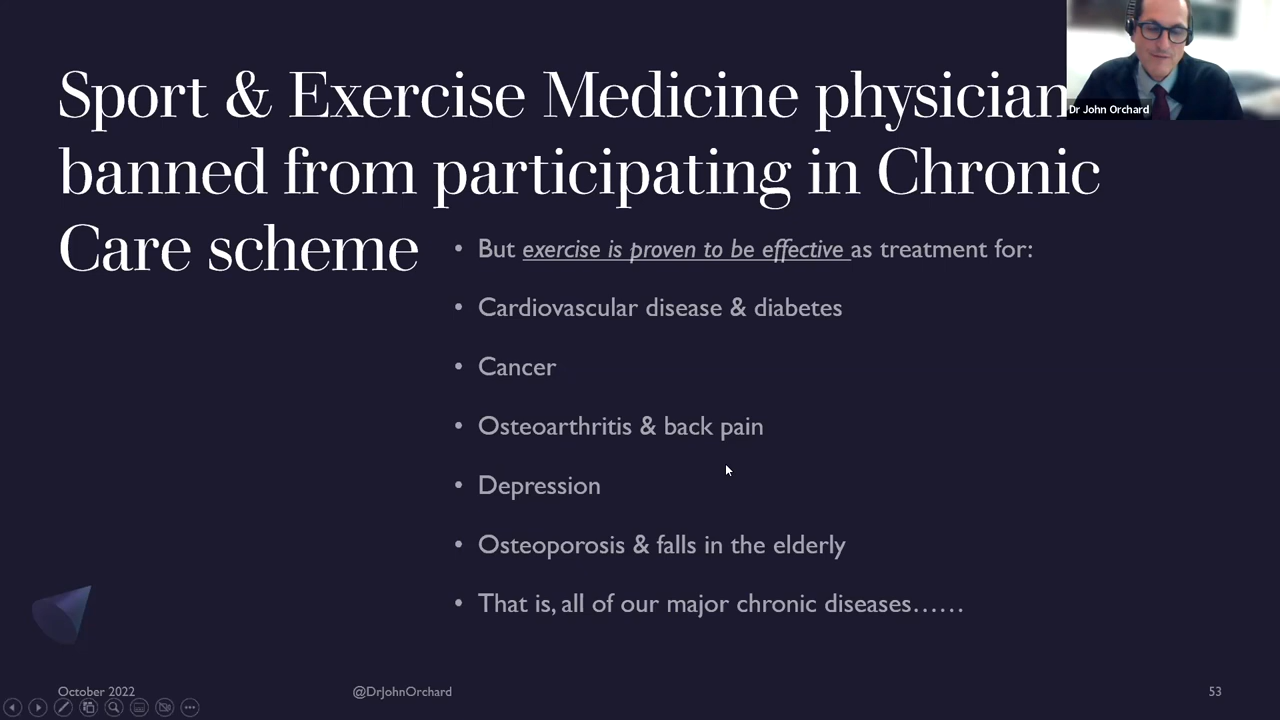 Sport & Exercise Medicine physician
banned from participating in Chronic
Care scheme
• But exercise is proven to be effective as treatment for:
• Cardiovascular disease & diabetes
• Cancer
• Osteoarthritis & back pain
• Depression
• Osteoporosis & falls in the elderly
• That is, all of our major chronic diseases......
Dr John Orchard
October 2022
@DrJohnOrchard
53